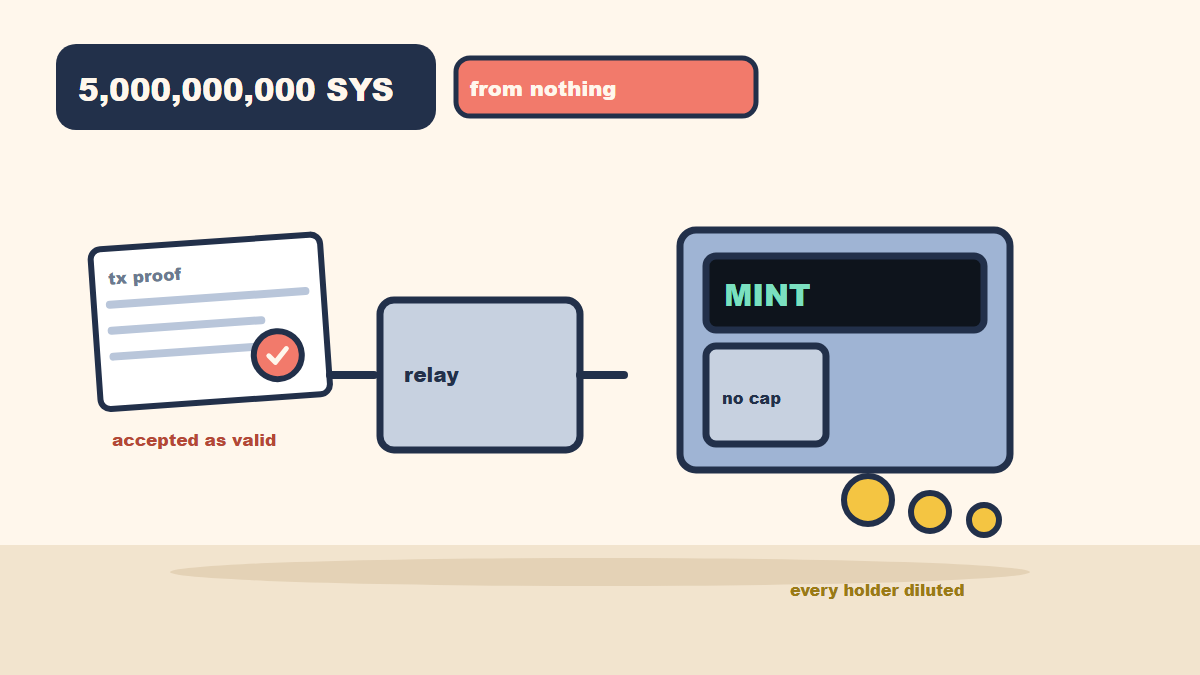 5,000,000,000 SYS
from nothing
tx proof
accepted as valid
relay
MINT
no cap
every holder diluted